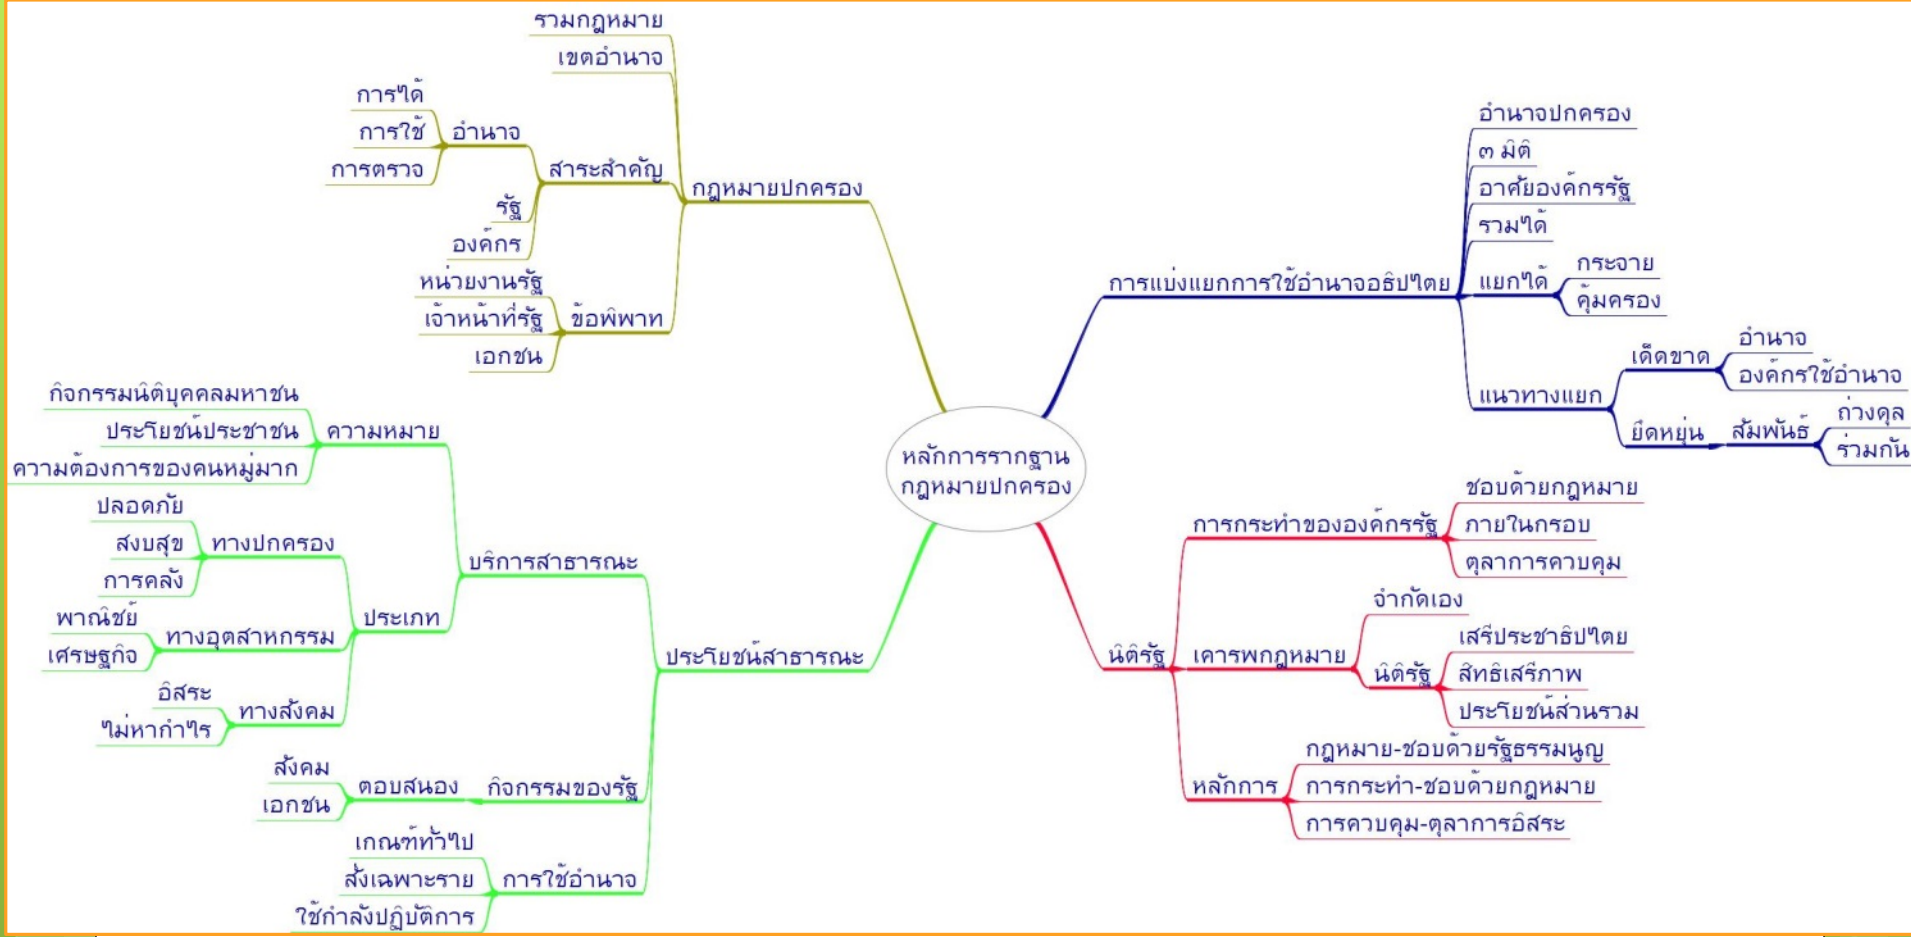 หลักการรากฐาน
กฎหมายปกครอง
กฎหมายปกครอง
รวมกฎหมาย
เขตอำนาจ
สาระสำคัญ
อำนาจ
การได้
การใช้
การตรวจ
รัฐ
องค์กร
ข้อพิพาท
หน่วยงานรัฐ
เจ้าหน้าที่รัฐ
เอกชน
การแบ่งแยกการใช้อำนาจอธิปไตย
อำนาจปกครอง
๓ มิติ
อาศัยองค์กรรัฐ
รวมได้
แยกได้
กระจาย
คุ้มครอง
แนวทางแยก
เด็ดขาด
อำนาจ
องค์กรใช้อำนาจ
ยืดหยุ่น
สัมพันธ์
ถ่วงดุล
ร่วมกัน
นิติรัฐ
การกระทำขององค์กรรัฐ
ชอบด้วยกฎหมาย
ภายในกรอบ
ตุลาการควบคุม
เคารพกฎหมาย
จำกัดเอง
นิติรัฐ
เสรีประชาธิปไตย
สิทธิเสรีภาพ
ประโยชน์ส่วนรวม
หลักการ
กฎหมาย-ชอบด้วยรัฐธรรมนูญ
การกระทำ-ชอบด้วยกฎหมาย
การควบคุม-ตุลาการอิสระ
ประโยชน์สาธารณะ
บริการสาธารณะ
ความหมาย
กิจกรรมนิติบุคคลมหาชน
ประโยชน์ประชาชน
ความต้องการของคนหมู่มาก
ประเภท
ทางปกครอง
ปลอดภัย
สงบสุข
การคลัง
ทางอุตสาหกรรม
พาณิชย์
เศรษฐกิจ
ทางสังคม
อิสระ
ไม่หากำไร
กิจกรรมของรัฐ
ตอบสนอง
สังคม
เอกชน
การใช้อำนาจ
เกณฑ์ทั่วไป
สั่งเฉพาะราย
ใช้กำลังปฏิบัติการ